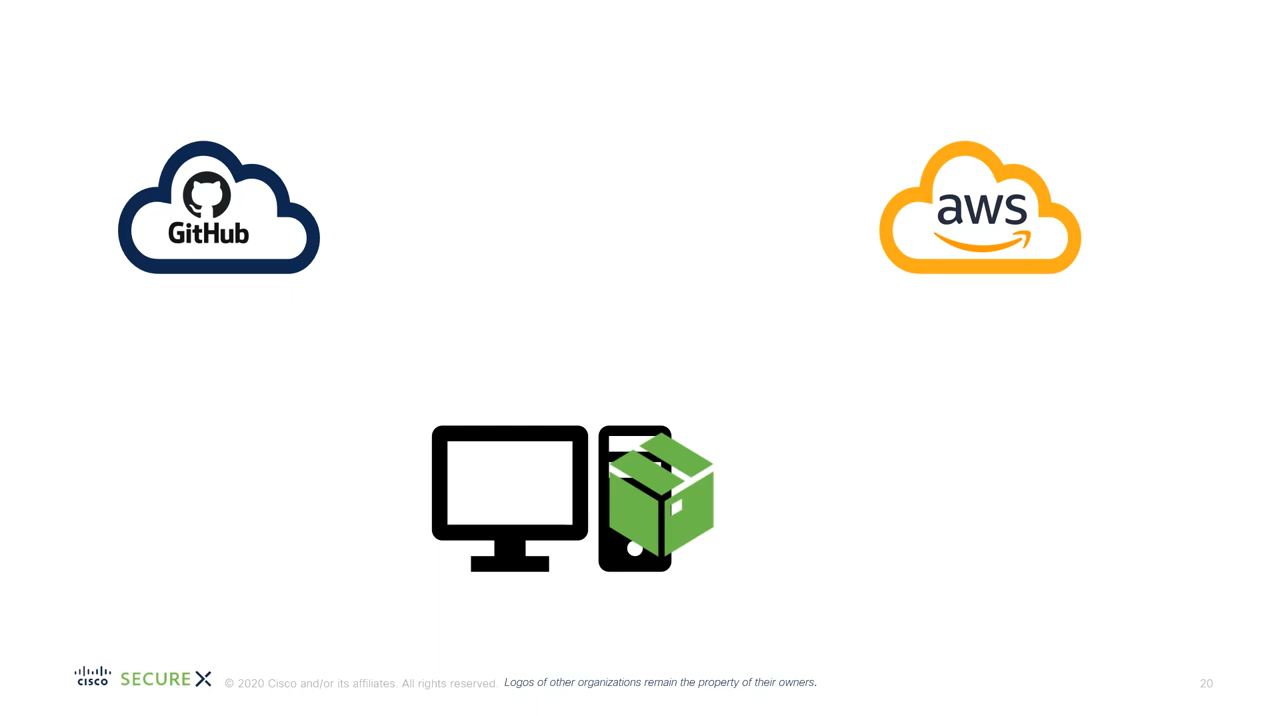 GitHub
aws
CISCO SECURE X © 2020 Cisco and/or its affiliates. All rights reserved. Logos of other organizations remain the property of their owners. 20